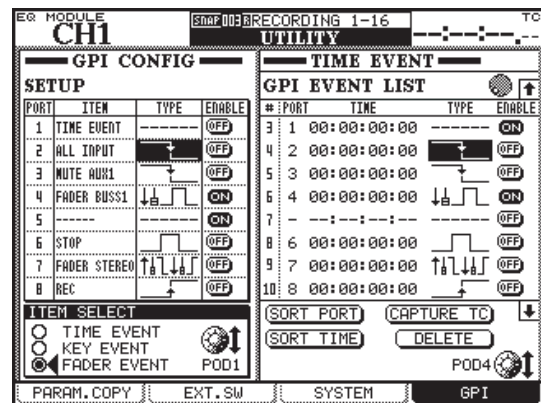 EQ MODULE
CH1
SNAP 003 BRECORDING 1-16
UTILITY
TC
--:--:--.--
GPI CONFIG
SETUP
PORT ITEM TYPE ENABLE
1 TIME EVENT ------ OFF
2 ALL INPUT OFF
3 MUTE AUX1 OFF
4 FADER BUSS1 ON
5 ----- ON
6 STOP OFF
7 FADER STEREO OFF
8 REC OFF
ITEM SELECT
TIME EVENT
KEY EVENT
FADER EVENT
POD1
TIME EVENT
GPI EVENT LIST
# PORT TIME TYPE ENABLE
3 1 00:00:00:00 ------ ON
4 2 00:00:00:00 OFF
5 3 00:00:00:00 OFF
6 4 00:00:00:00 ON
7 - --:--:--:-- OFF
8 6 00:00:00:00 OFF
9 7 00:00:00:00 OFF
10 8 00:00:00:00 OFF
SORT PORT CAPTURE TC
SORT TIME DELETE
POD4
PARAM.COPY EXT.SW SYSTEM GPI